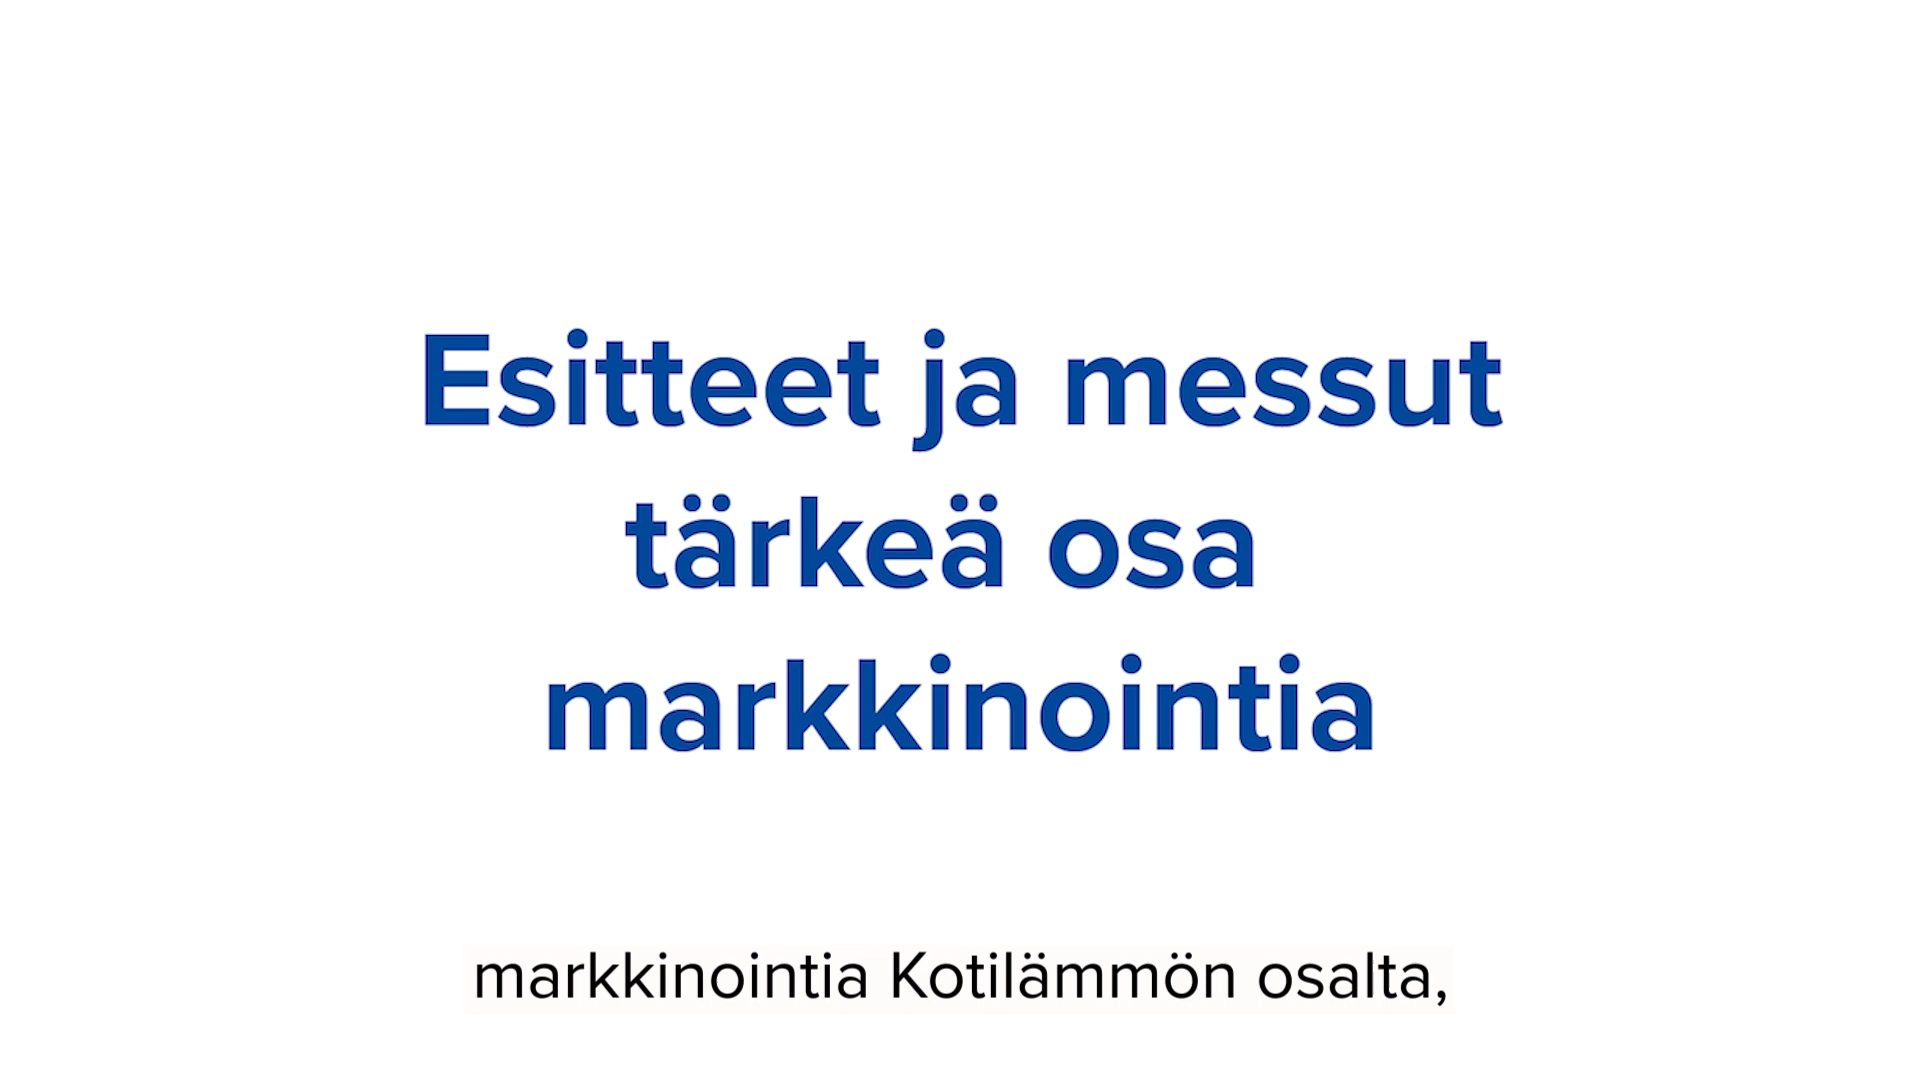 Esitteet ja messut
tärkeä osa
markkinointia
markkinointia Kotilämmön osalta,